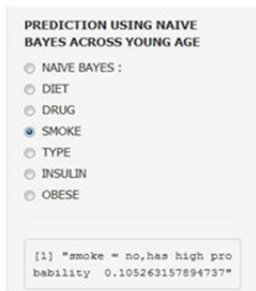 PREDICTION USING NAIVE
BAYES ACROSS YOUNG AGE
NAIVE BAYES :
DIET
DRUG
SMOKE
TYPE
INSULIN
OBESE
[1] "smoke = no,has high pro
bability 0.105263157894737"